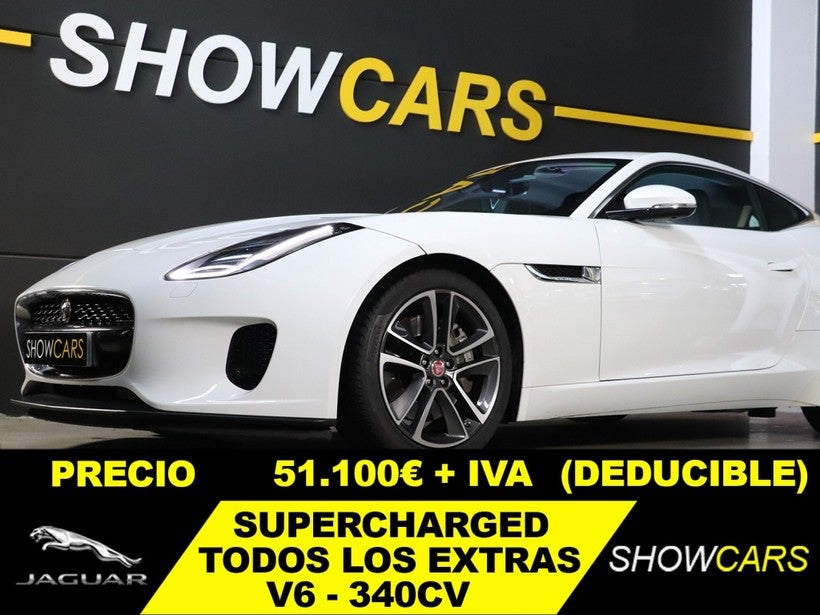 SHOWCARS
SHOWCARS
PRECIO 51.100€ + IVA (DEDUCIBLE)
SUPERCHARGED
TODOS LOS EXTRAS
V6 - 340CV
JAGUAR
SHOWCARS